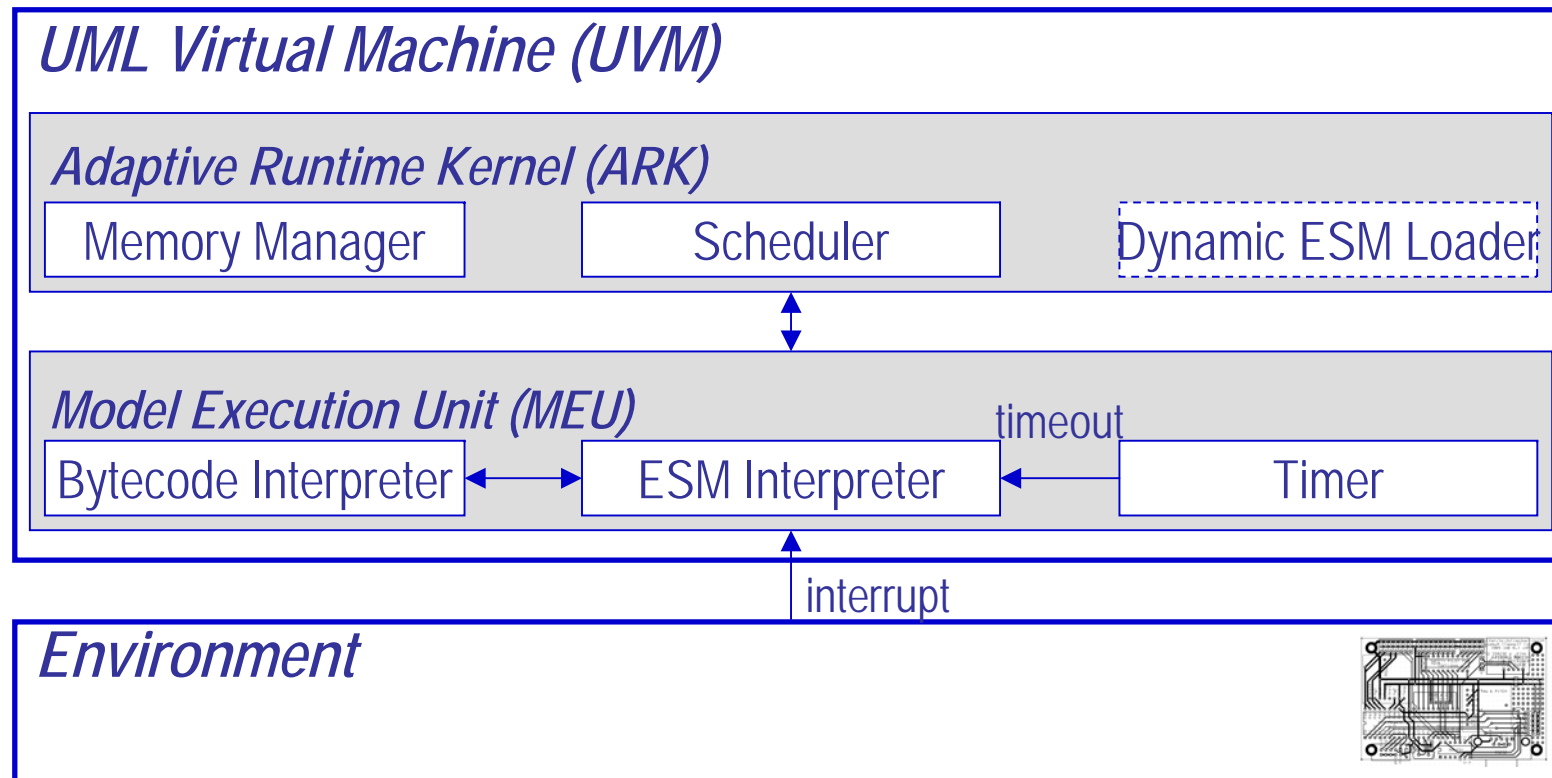 UML Virtual Machine (UVM)
Adaptive Runtime Kernel (ARK)
Memory Manager
Scheduler
Dynamic ESM Loader
Model Execution Unit (MEU)
timeout
Bytecode Interpreter
ESM Interpreter
Timer
interrupt
Environment